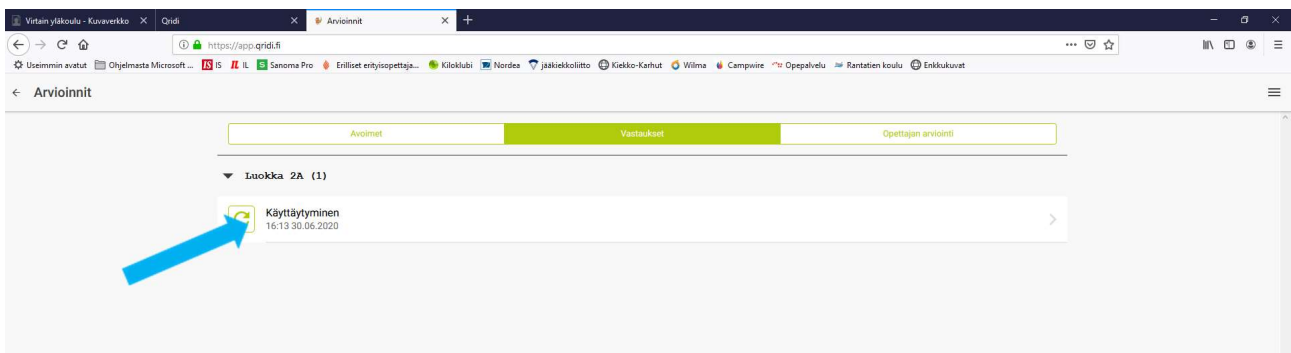 Virtain yläkoulu - Kuvaverkko Qridi Arvioinnit
https://app.qridi.fi
Useimmin avatut Ohjelmasta Microsoft ... IS IS IL IL S Sanoma Pro Erilliset erityisopettaja... Kiloklubi Nordea jääkiekkoliitto Kiekko-Karhut Wilma Campwire Opepalvelu Rantatien koulu Enkkukuvat
Arvioinnit
Avoimet Vastaukset Opettajan arviointi
Luokka 2A (1)
Käyttäytyminen
16:13 30.06.2020